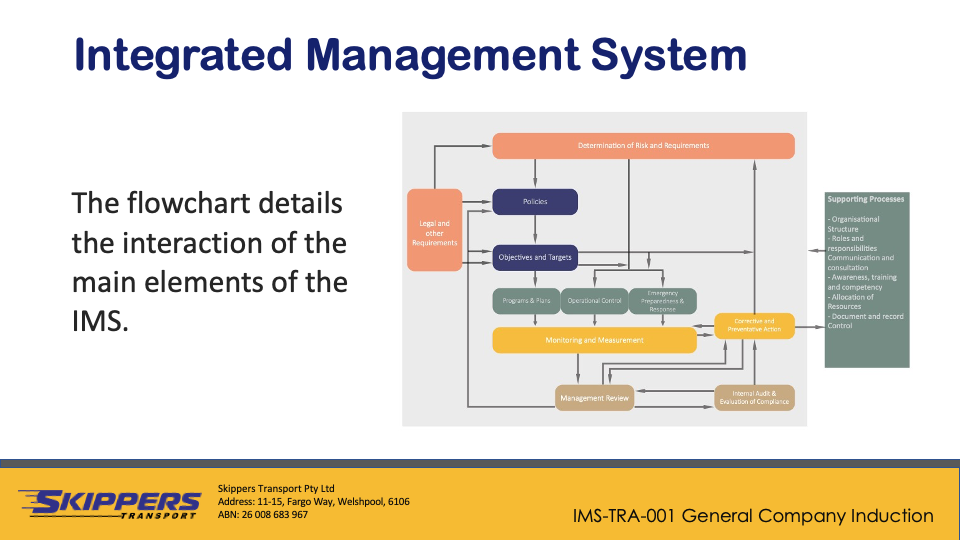 Integrated Management System
The flowchart details
the interaction of the
main elements of the
IMS.
Determination of Risk and Requirements
Legal and
other
Requirements
Policies
Objectives and Targets
Programs & Plans
Operational Control
Emergency
Preparedness &
Response
Corrective and
Preventative Action
Monitoring and Measurement
Management Review
Internal Audit &
Evaluation of Compliance
Supporting Processes
- Organisational
Structure
- Roles and
responsibilities
Communication and
consultation
- Awareness, training
and competency
- Allocation of
Resources
- Document and record
Control
SKIPPERS
TRANSPORT
Skippers Transport Pty Ltd
Address: 11-15, Fargo Way, Welshpool, 6106
ABN: 26 008 683 967
IMS-TRA-001 General Company Induction